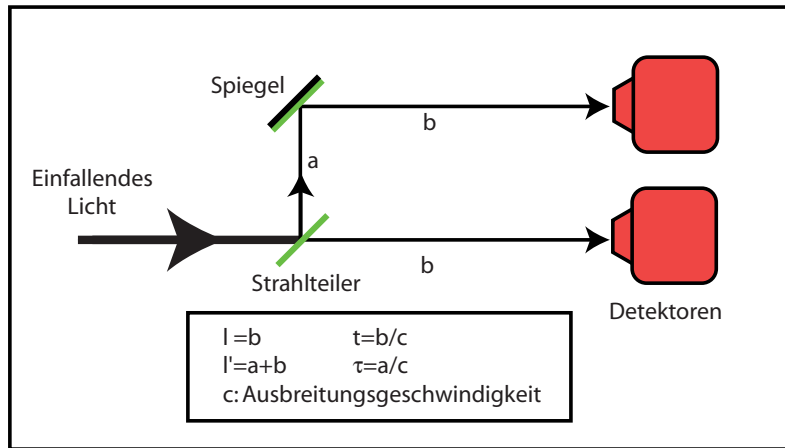 Spiegel
b
a
Einfallendes
Licht
b
Strahlteiler
Detektoren
l =b t=b/c
l'=a+b τ=a/c
c: Ausbreitungsgeschwindigkeit